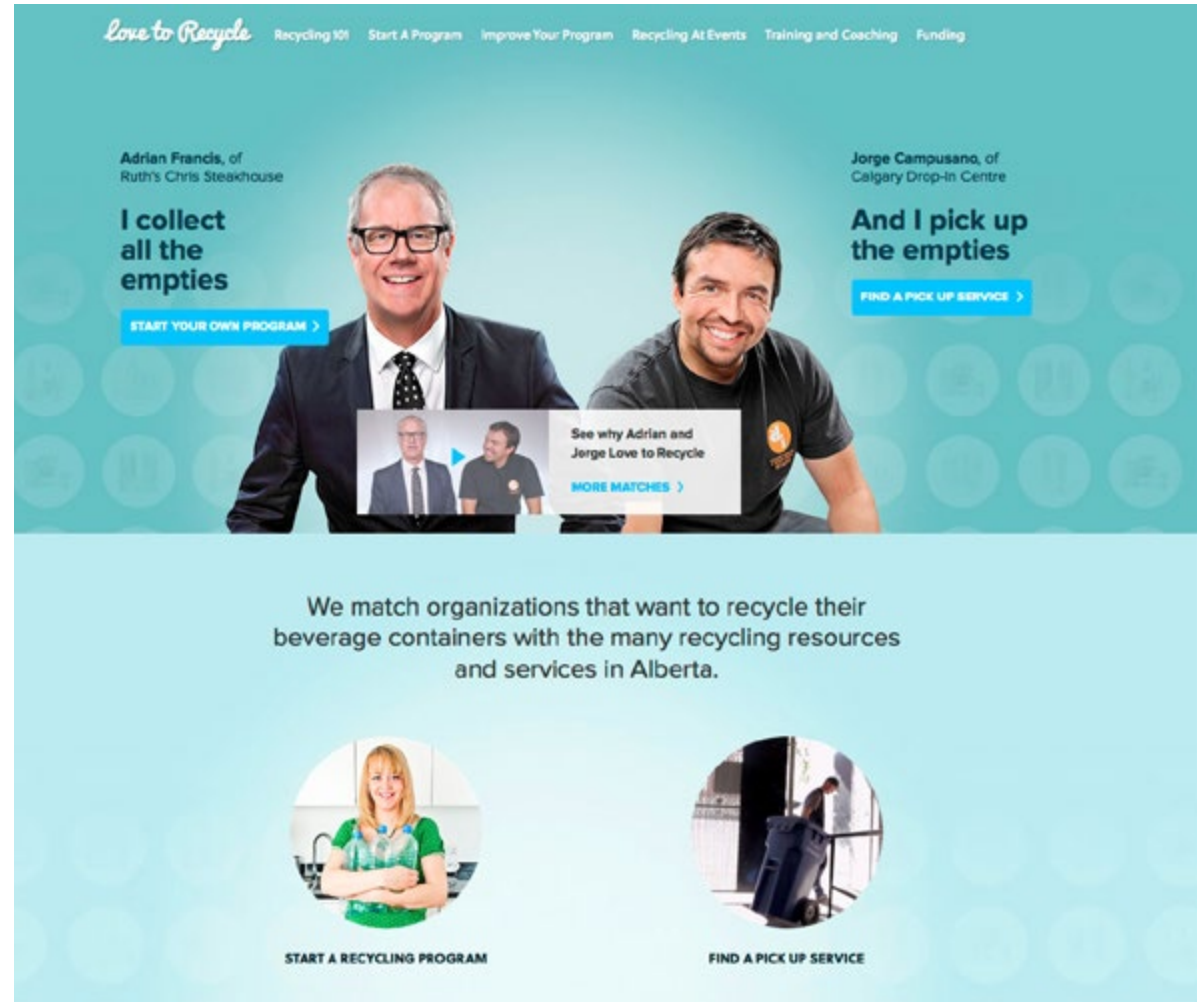 Love to Recycle
Recycling 101 Start A Program Improve Your Program Recycling At Events Training and Coaching Funding
Adrian Francis, of
Ruth's Chris Steakhouse
I collect
all the
empties
START YOUR OWN PROGRAM >
Jorge Campusano, of
Calgary Drop-In Centre
And I pick up
the empties
FIND A PICK UP SERVICE >
See why Adrian and
Jorge Love to Recycle
MORE MATCHES >
We match organizations that want to recycle their
beverage containers with the many recycling resources
and services in Alberta.
START A RECYCLING PROGRAM
FIND A PICK UP SERVICE